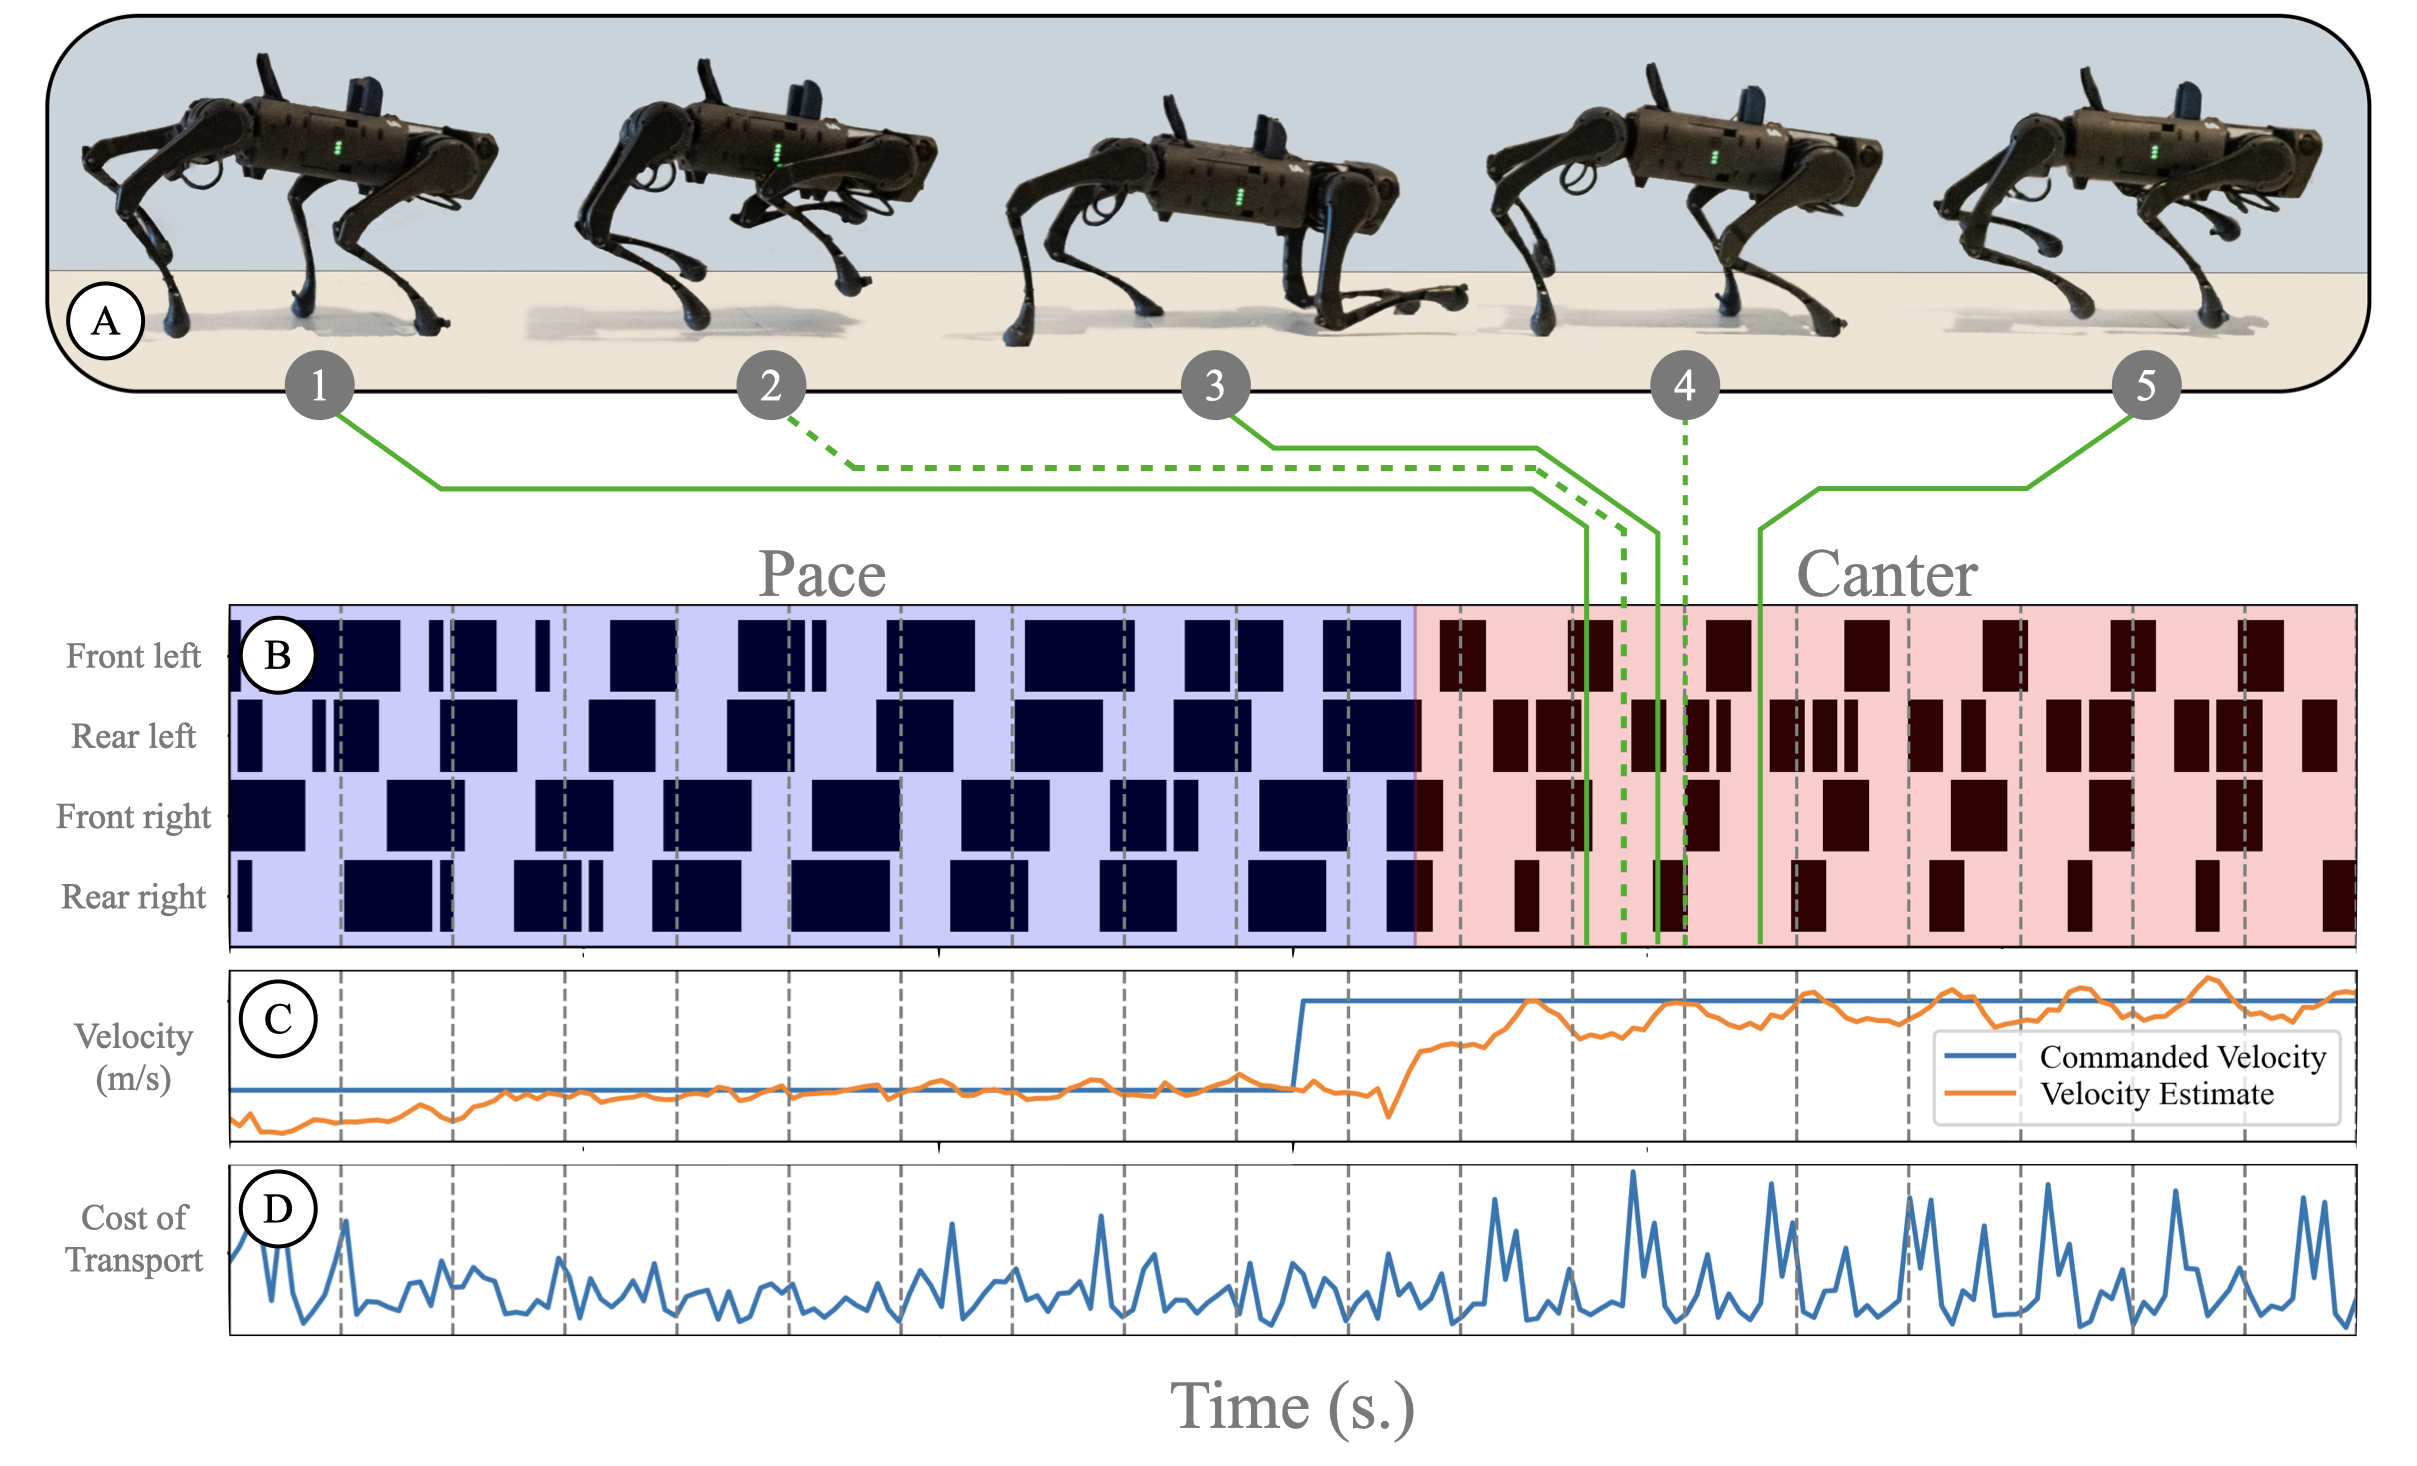 A
1
2
3
4
5
Pace
Canter
B
Front left
Rear left
Front right
Rear right
C
Velocity
(m/s)
Commanded Velocity
Velocity Estimate
D
Cost of
Transport
Time (s.)